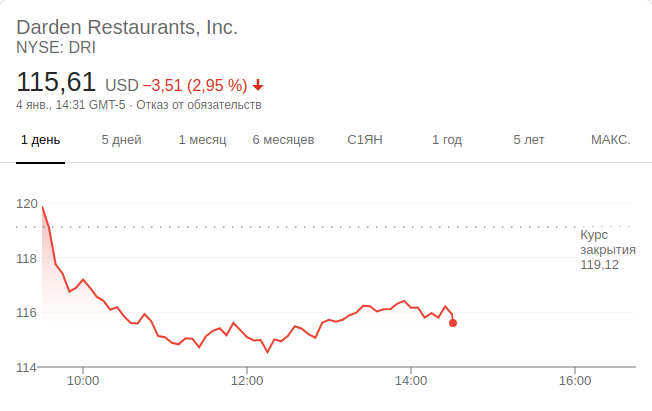 Darden Restaurants, Inc.
NYSE: DRI
115,61 USD −3,51 (2,95 %)
4 янв., 14:31 GMT-5 · Отказ от обязательств
1 день 5 дней 1 месяц 6 месяцев С1ЯН 1 год 5 лет МАКС.
120
Курс
закрытия
119,12
118
116
114
10:00 12:00 14:00 16:00